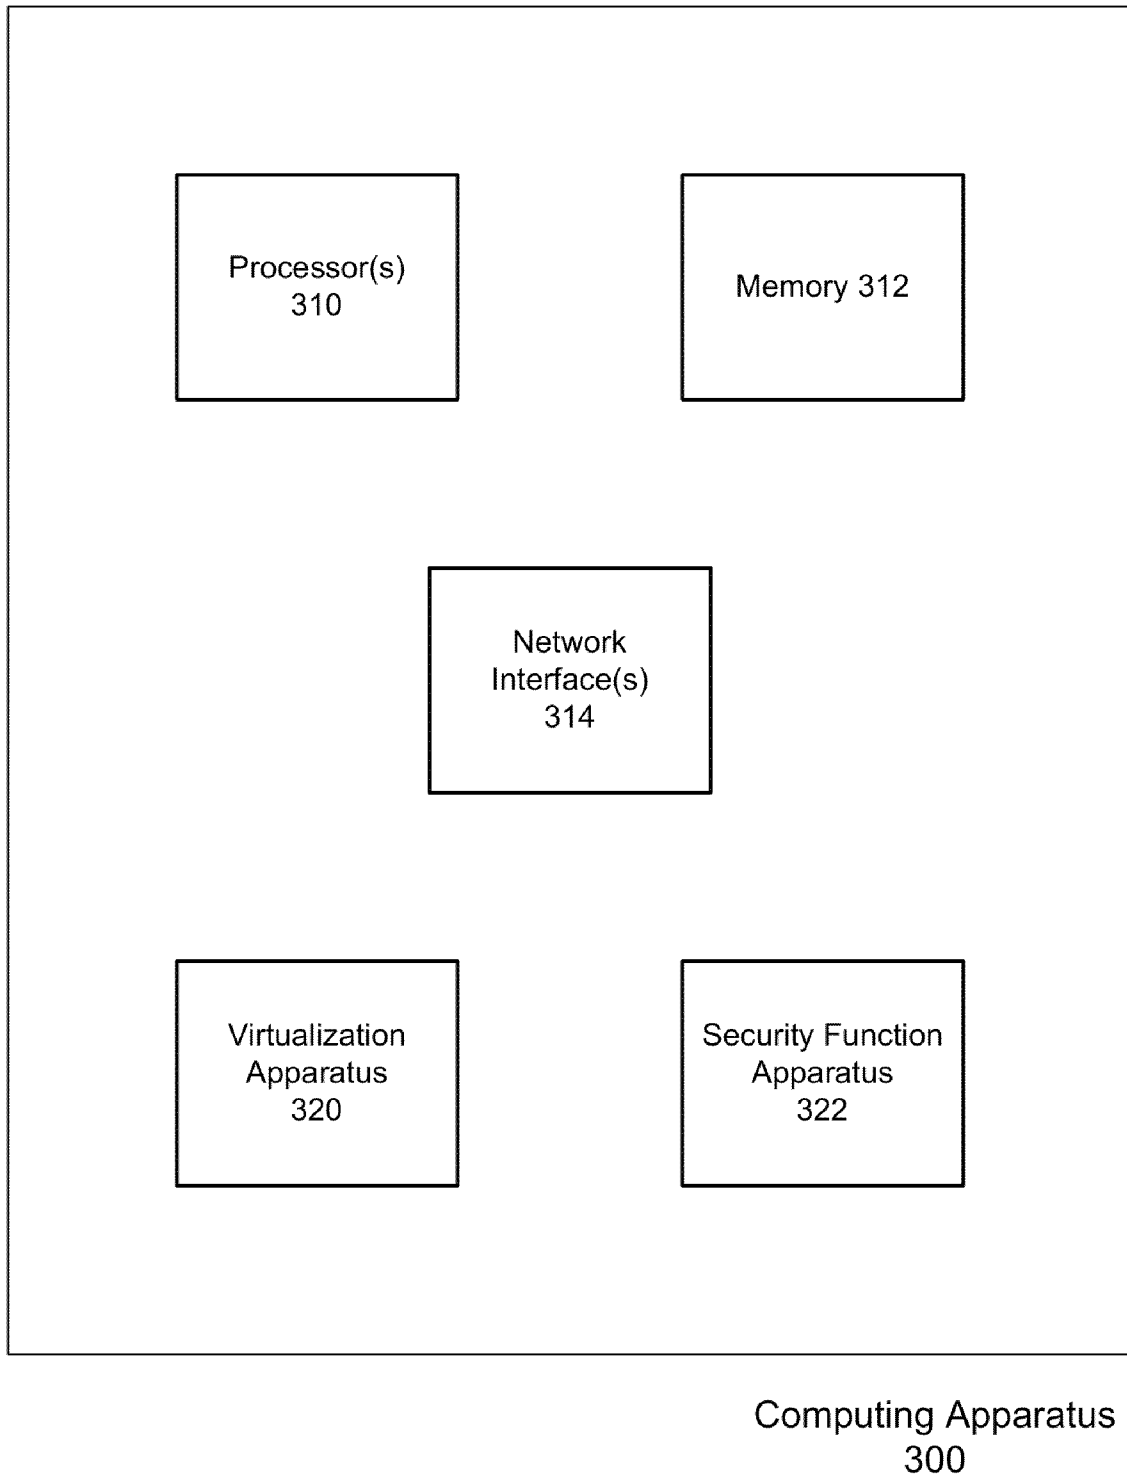 Processor(s)
310
Memory 312
Network
Interface(s)
314
Virtualization
Apparatus
320
Security Function
Apparatus
322
Computing Apparatus
300